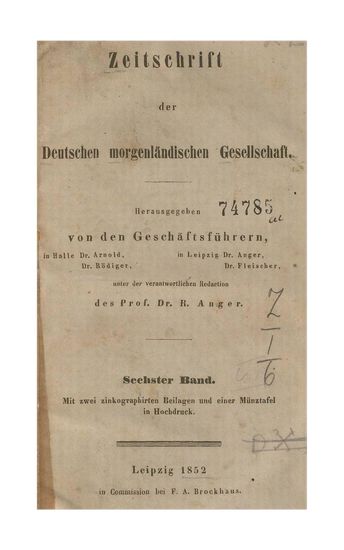 Zeitschrift
der
Deutschen morgenländischen Gesellschaft.
Herausgegeben 74785
von den Geschäftsführern,
in Halle Dr. Arnold, in Leipzig Dr. Anger,
Dr. Rödiger, Dr. Fleischer,
unter der verantwortlichen Redaction
des Prof. Dr. R. Anger.
Z
1
6
Sechster Band.
Mit zwei zinkographirten Beilagen und einer Münztafel
in Hochdruck.
Leipzig 1852
in Commission bei F. A. Brockhaus.